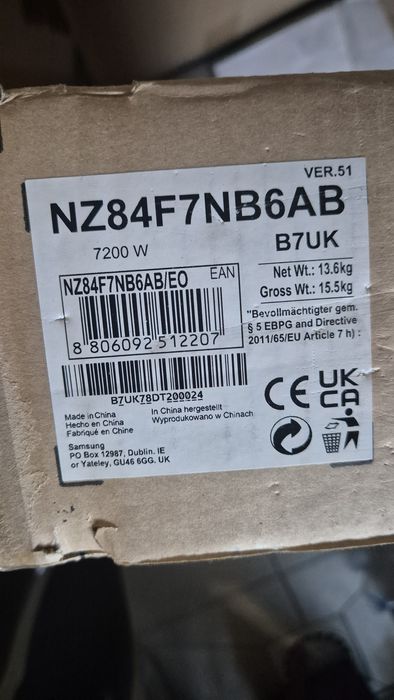 VER.51
NZ84F7NB6AB
7200 W
B7UK
NZ84F7NB6AB/EO EAN
Net Wt.: 13.6kg
Gross Wt.: 15.5kg
8 806092 512207
"Bevollmächtigter gem.
§ 5 EBPG and Directive
2011/65/EU Article 7 h) :
B7UK78DT200024
Made in China
Hecho en China
Fabriqué en Chine
In China hergestellt
Wyprodukowano w Chinach
CE
UK
CA
Samsung
PO Box 12987, Dublin. IE
or Yateley, GU46 6GG. UK